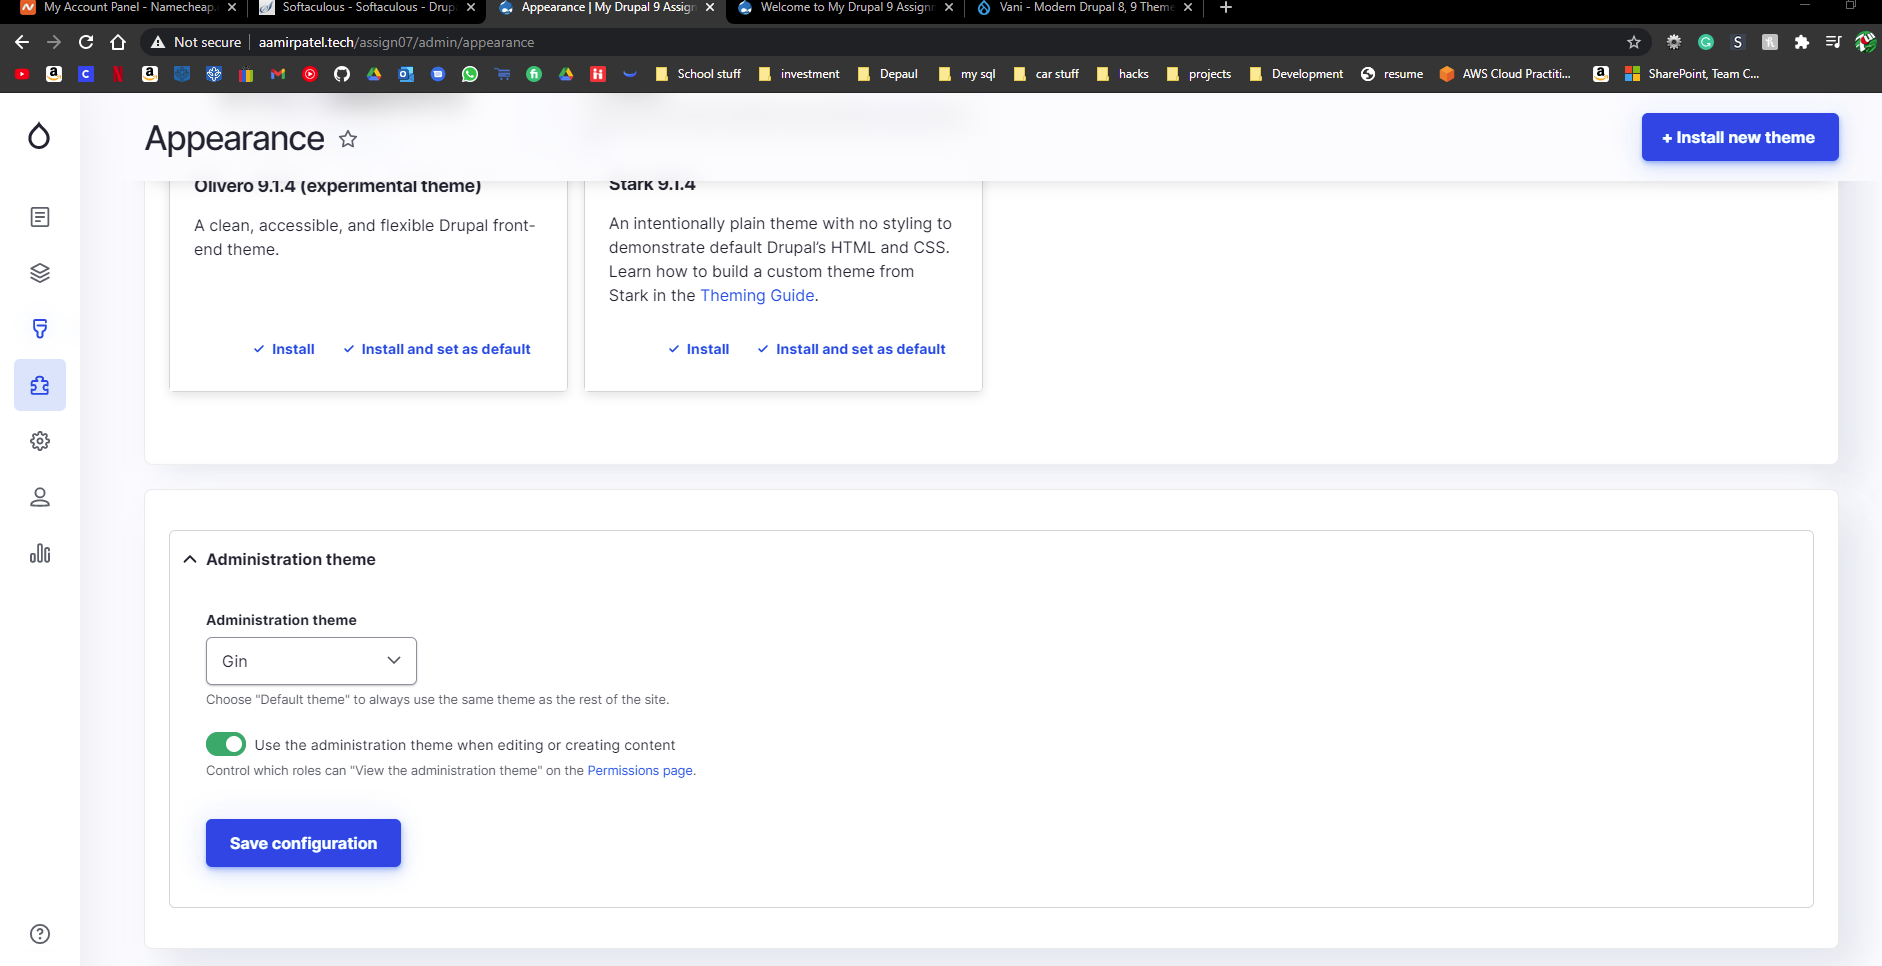 My Account Panel - Namecheap.
Softaculous - Softaculous - Drup
Appearance | My Drupal 9 Assign
Welcome to My Drupal 9 Assign
Vani - Modern Drupal 8, 9 Theme
Not secure
aamirpatel.tech/assign07/admin/appearance
School stuff
investment
Depaul
my sql
car stuff
hacks
projects
Development
resume
AWS Cloud Practiti...
SharePoint, Team C...
Appearance
+ Install new theme
Olivero 9.1.4 (experimental theme)
A clean, accessible, and flexible Drupal front-
end theme.
Install
Install and set as default
Stark 9.1.4
An intentionally plain theme with no styling to
demonstrate default Drupal’s HTML and CSS.
Learn how to build a custom theme from
Stark in the Theming Guide.
Install
Install and set as default
Administration theme
Administration theme
Gin
Choose "Default theme" to always use the same theme as the rest of the site.
Use the administration theme when editing or creating content
Control which roles can "View the administration theme" on the Permissions page.
Save configuration